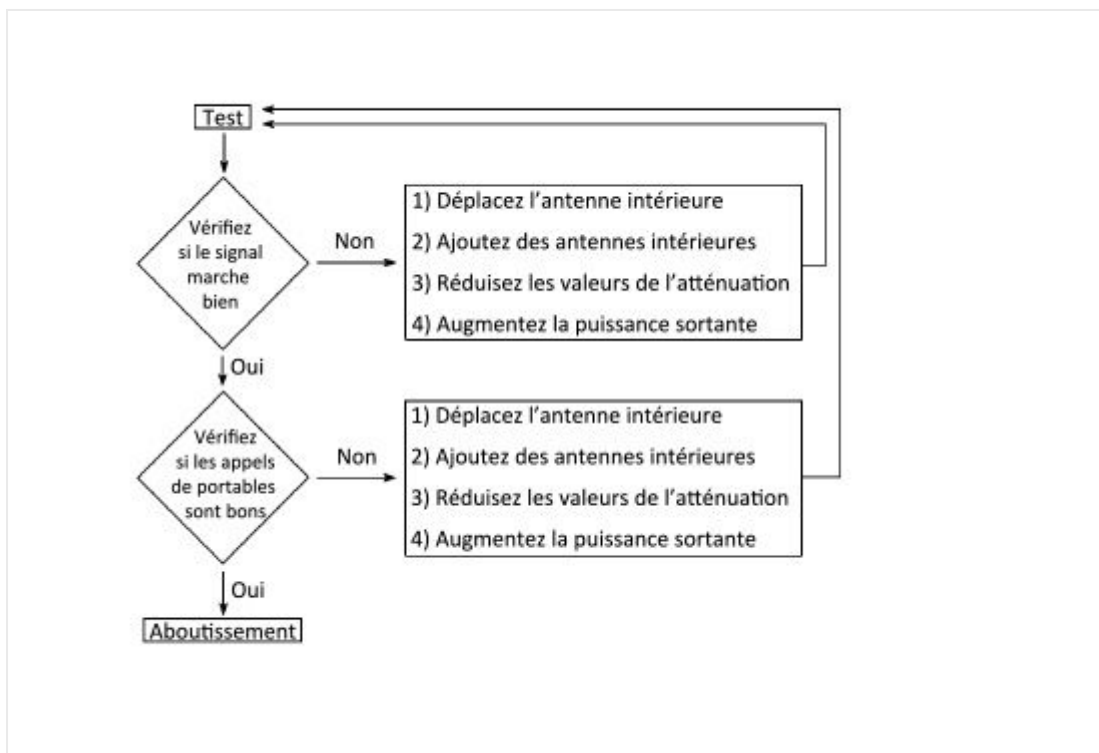 Test
Vérifiez
si le signal
marche
bien
Non
1) Déplacez l'antenne intérieure
2) Ajoutez des antennes intérieures
3) Réduisez les valeurs de l'atténuation
4) Augmentez la puissance sortante
Oui
Vérifiez
si les appels
de portables
sont bons
Non
1) Déplacez l'antenne intérieure
2) Ajoutez des antennes intérieures
3) Réduisez les valeurs de l'atténuation
4) Augmentez la puissance sortante
Oui
Aboutissement